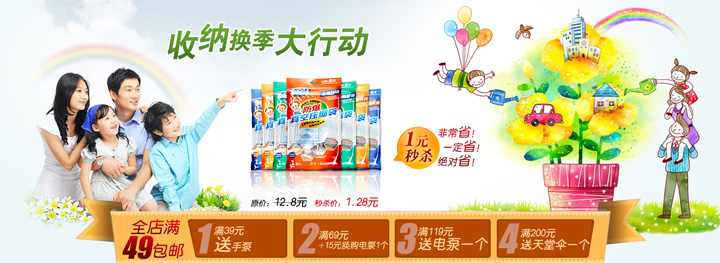 收纳换季大行动
防爆
真空压缩袋
1元
秒杀
非常省!
一定省!
绝对省!
原价: 12.8元 秒杀价: 1.28元
全店满
49包邮
1 满39元
送手泵
2 满69元
+15元换购电泵1个
3 满119元
送电泵一个
4 满200元
送天堂伞一个